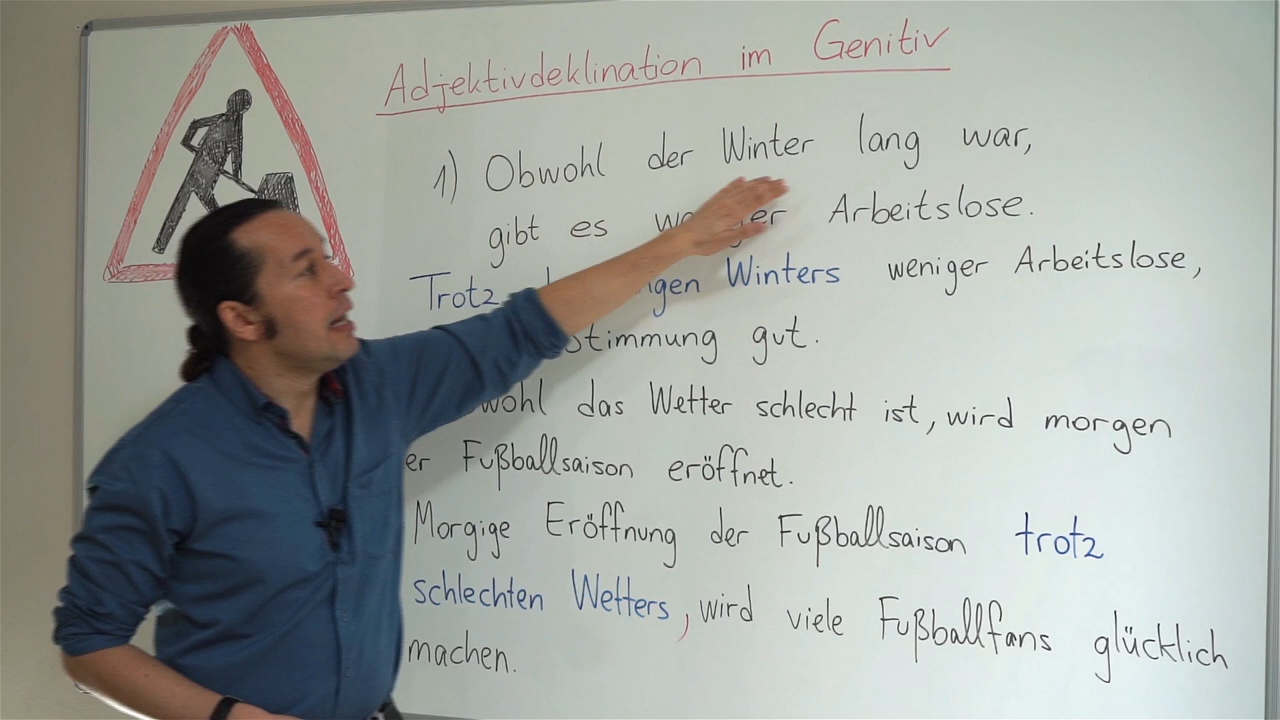 Adjektivdeklination im Genitiv
1) Obwohl der Winter lang war,
gibt es Arbeitslose.
Trotz Winters weniger Arbeitslose,
Stimmung gut.
das Wetter schlecht ist, wird morgen
Fußballsaison eröffnet.
Morgige Eröffnung der Fußballsaison trotz
schlechten Wetters, wird viele Fußballfans glücklich
machen.